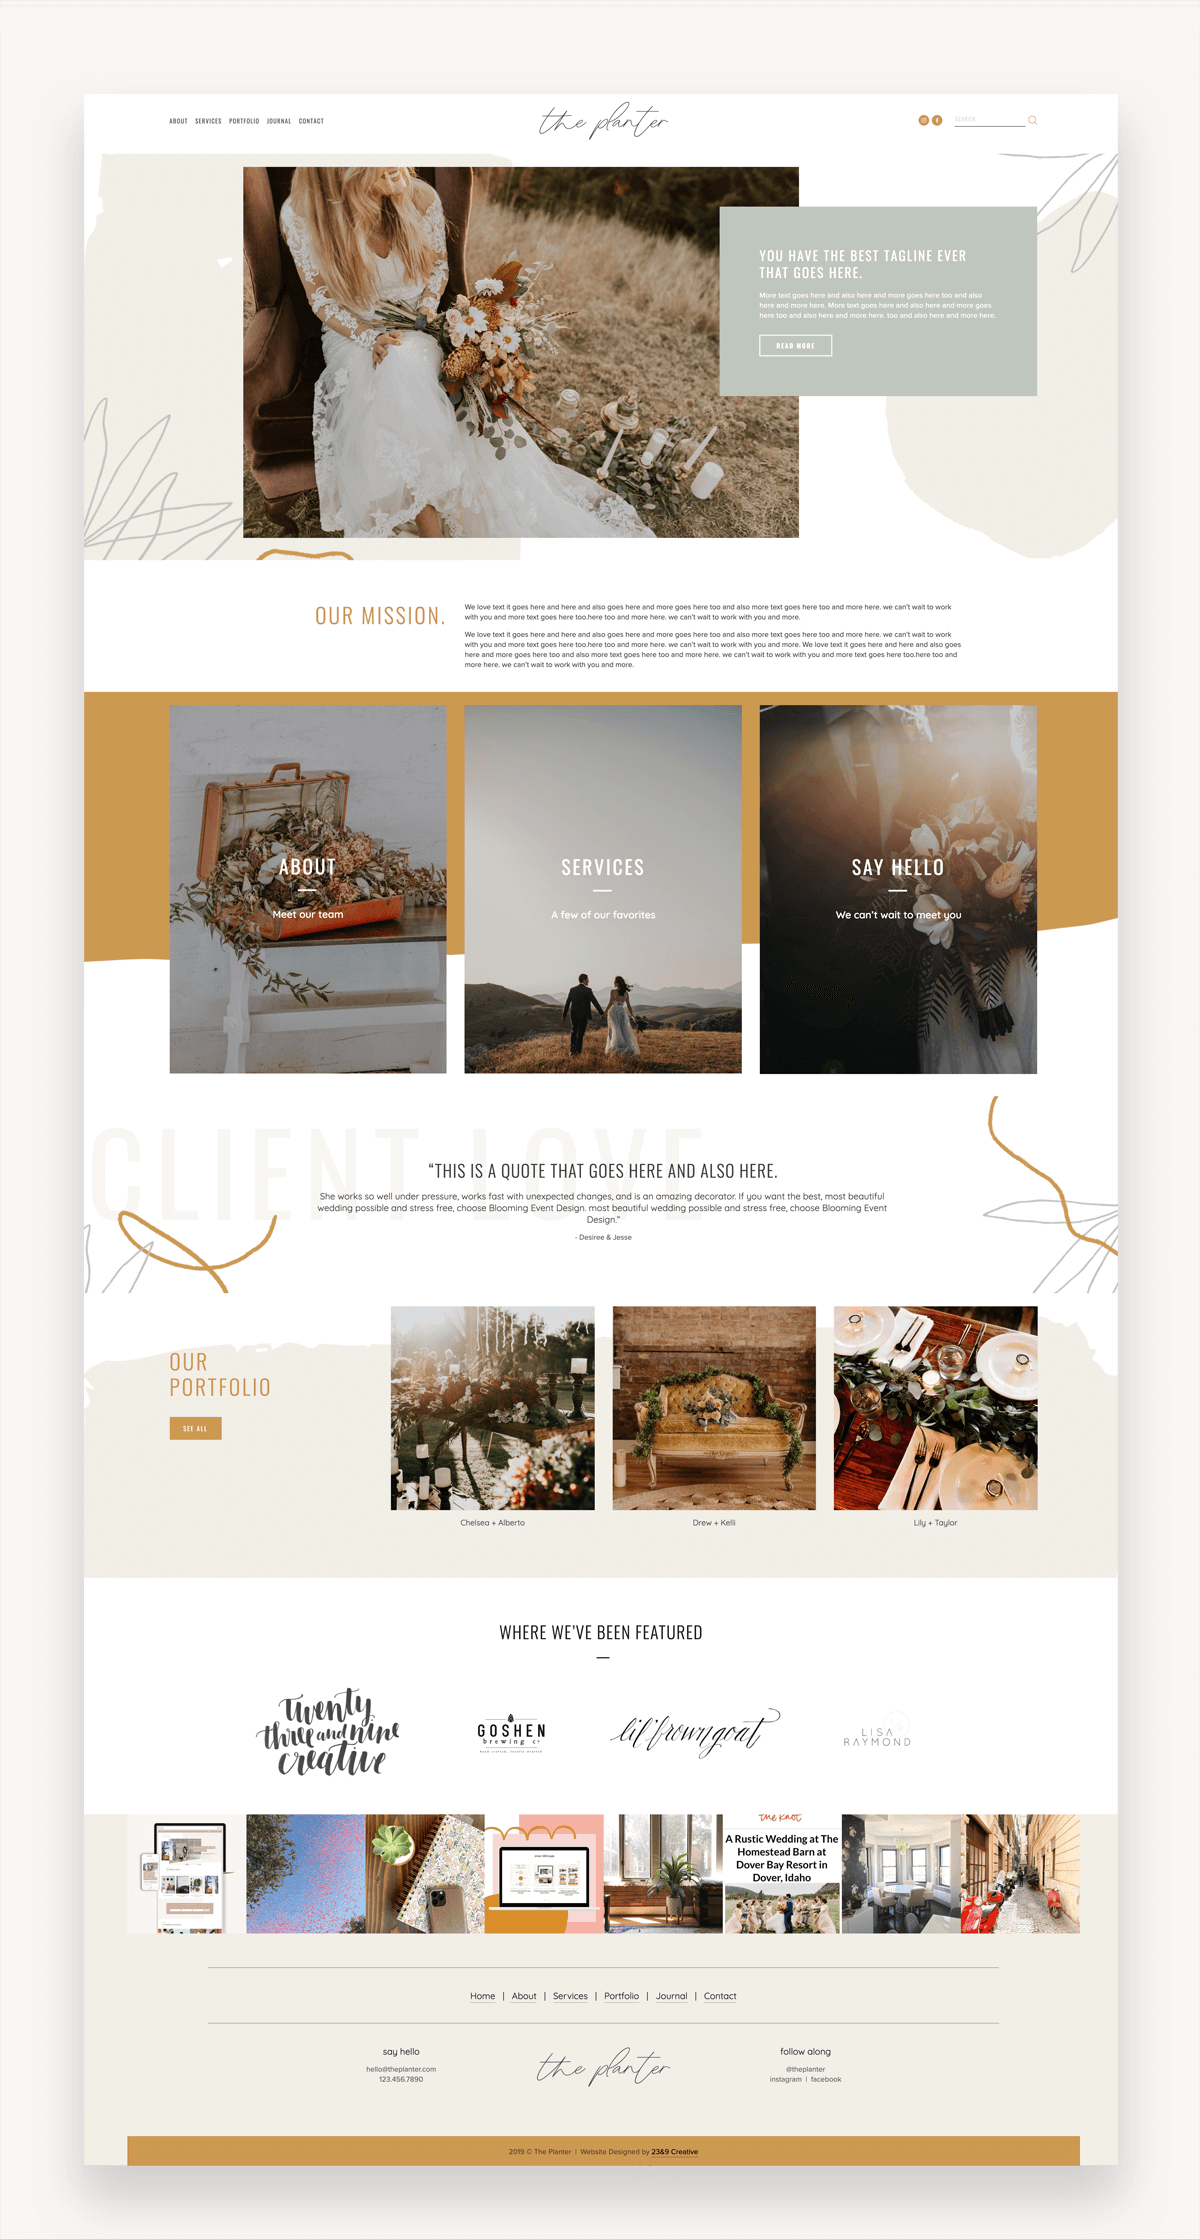 ABOUT SERVICES PORTFOLIO JOURNAL CONTACT
the planter
SEARCH
YOU HAVE THE BEST TAGLINE EVER
THAT GOES HERE.
More text goes here and also here and more goes here too and also
here and more here. More text goes here and also here and more goes
here too and also here and more here. too and also here and more here.
READ MORE
OUR MISSION.
We love text it goes here and here and also goes here and more goes here too and also more text goes here too and more here. we can't wait to work
with you and more text goes here too.here too and more here. we can't wait to work with you and more.
We love text it goes here and here and also goes here and more goes here too and also more text goes here too and more here. we can't wait to work
with you and more text goes here too.here too and more here. we can't wait to work with you and more. We love text it goes here and here and also goes
here and more goes here too and also more text goes here too and more here. we can't wait to work with you and more text goes here too.here too and
more here. we can't wait to work with you and more.
ABOUT
Meet our team
SERVICES
A few of our favorites
SAY HELLO
We can't wait to meet you
CLIENT LOVE
“THIS IS A QUOTE THAT GOES HERE AND ALSO HERE.
She works so well under pressure, works fast with unexpected changes, and is an amazing decorator. If you want the best, most beautiful
wedding possible and stress free, choose Blooming Event Design. most beautiful wedding possible and stress free, choose Blooming Event
Design.”
- Desiree & Jesse
OUR
PORTFOLIO
SEE ALL
Chelsea + Alberto
Drew + Kelli
Lily + Taylor
WHERE WE'VE BEEN FEATURED
twenty
three and nine
creative
GOSHEN
brewing co
lil' brown goat
LISA
RAYMOND
the knot
A Rustic Wedding at The
Homestead Barn at
Dover Bay Resort in
Dover, Idaho
Home | About | Services | Portfolio | Journal | Contact
say hello
hello@theplanter.com
123.456.7890
the planter
follow along
@theplanter
instagram | facebook
2019 © The Planter | Website Designed by 23&9 Creative